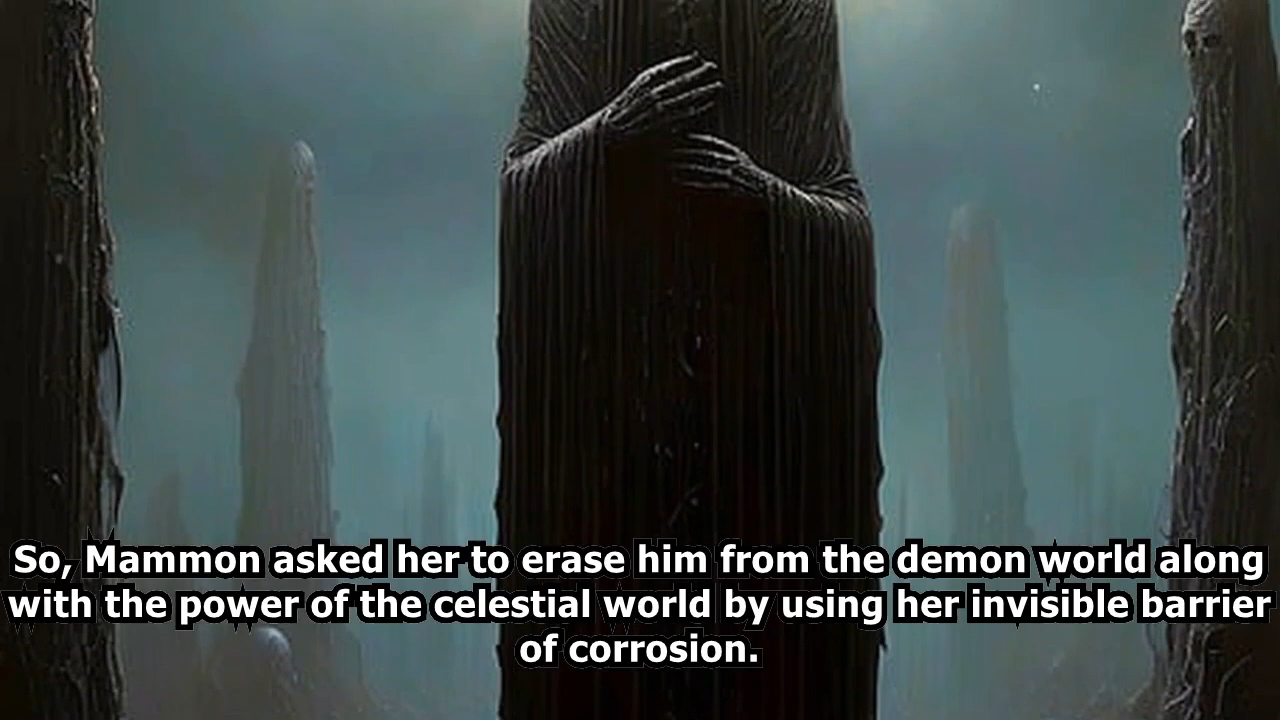 So, Mammon asked her to erase him from the demon world along
with the power of the celestial world by using her invisible barrier
of corrosion.